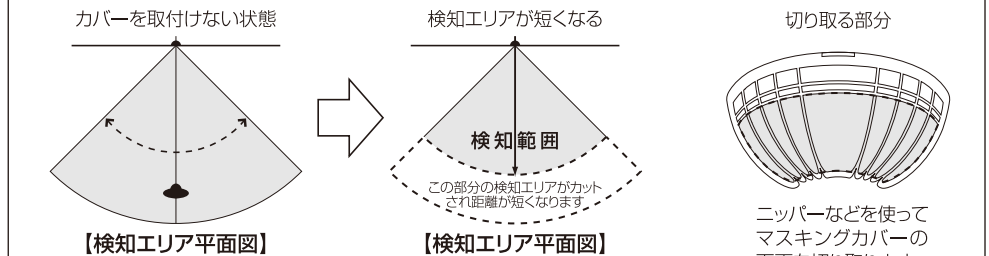 カバーを取付けない状態
検知エリアが短くなる
切り取る部分
検知範囲
この部分の検知エリアがカット
され距離が短くなります
【検知エリア平面図】
【検知エリア平面図】
ニッパーなどを使って
マスキングカバーの